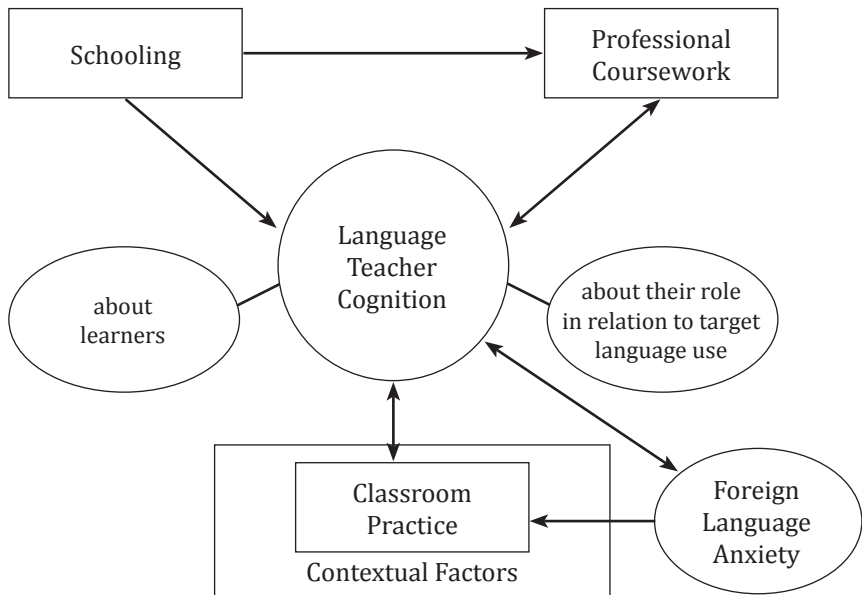 Schooling
Professional
Coursework
Language
Teacher
Cognition
about
learners
about their role
in relation to target
language use
Classroom
Practice
Contextual Factors
Foreign
Language
Anxiety